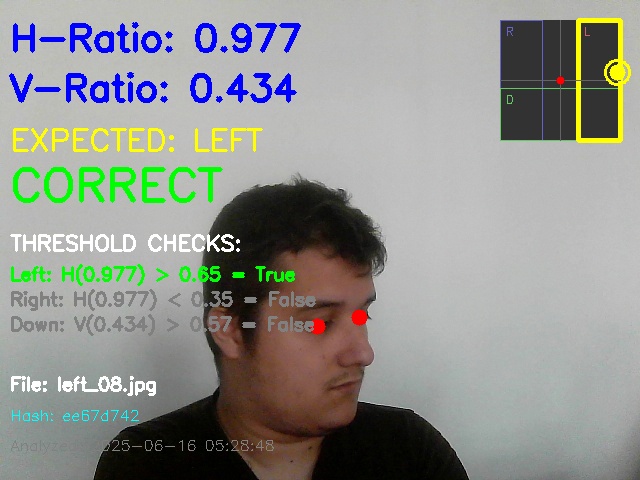 H-Ratio: 0.977
V-Ratio: 0.434
EXPECTED: LEFT
CORRECT
THRESHOLD CHECKS:
Left: H(0.977) > 0.65 = True
Right: H(0.977) < 0.35 = False
Down: V(0.434) > 0.57 = False
File: left_08.jpg
Hash: ee67d742
2025-06-16 05:28:48
R
L
D